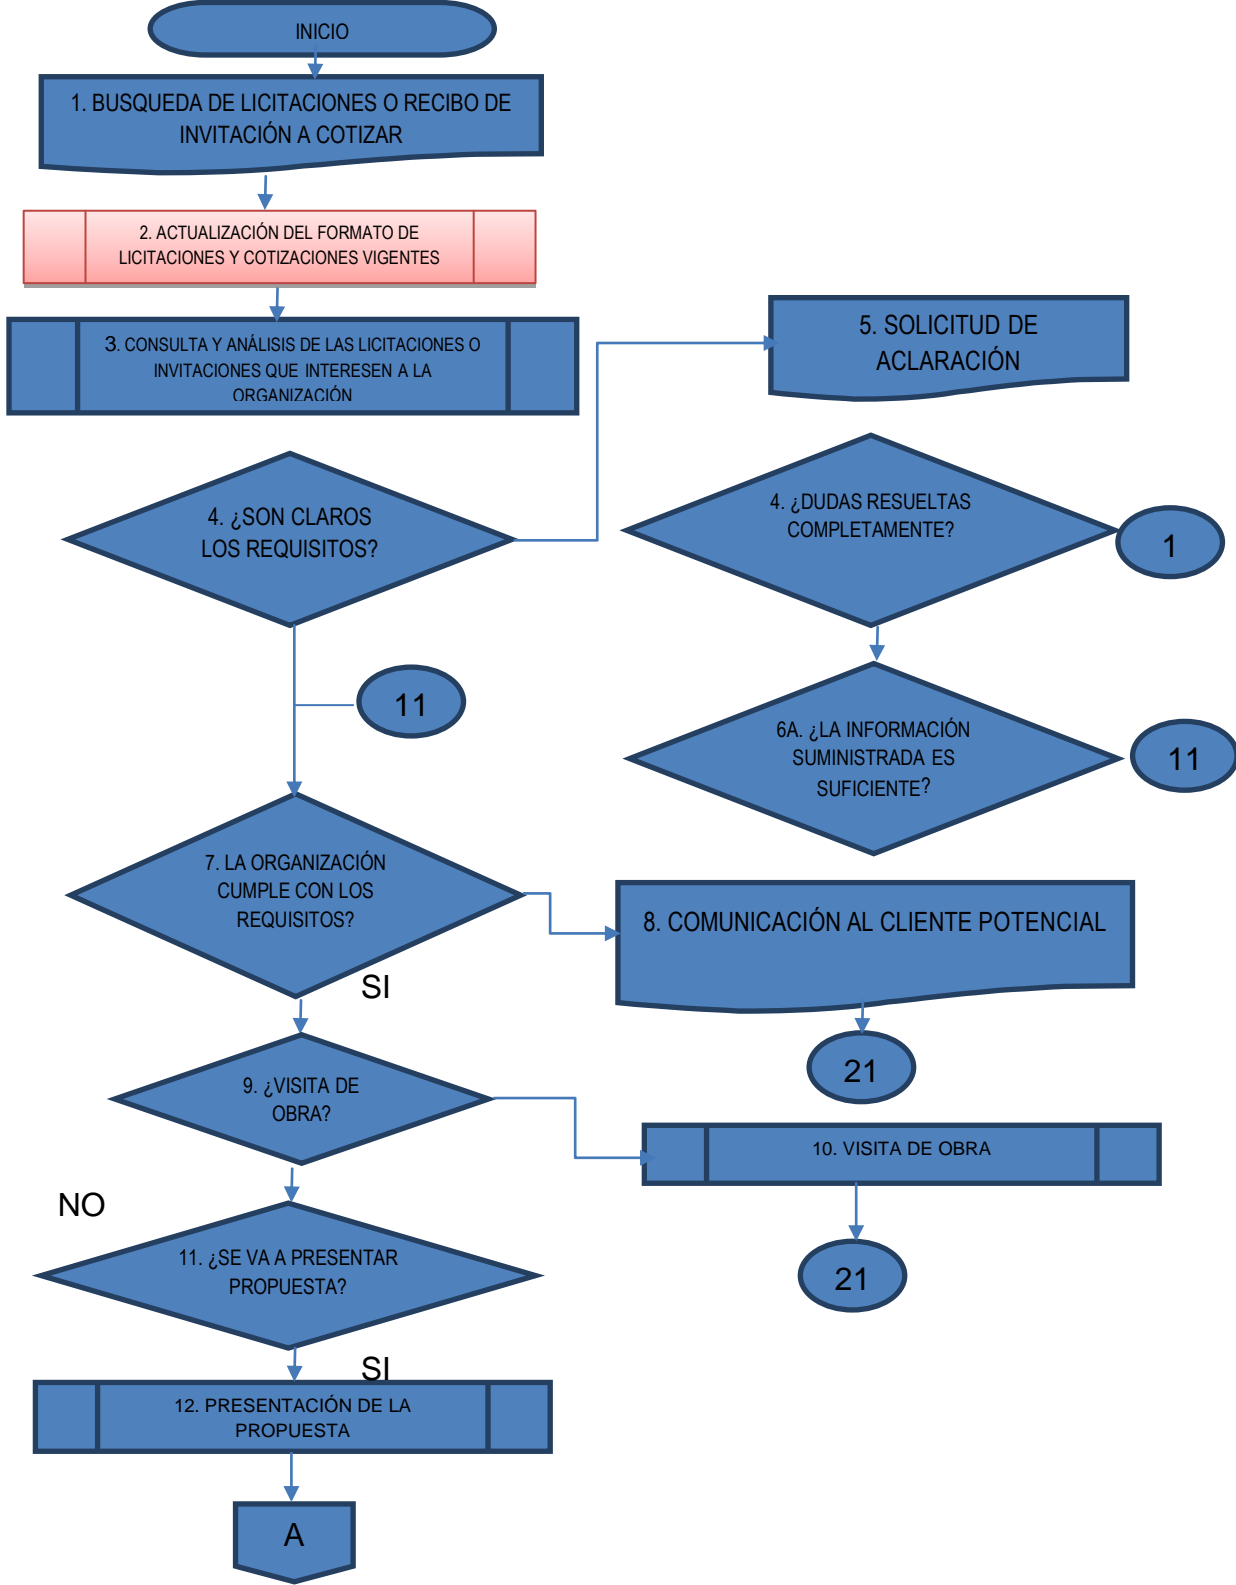 INICIO
1. BUSQUEDA DE LICITACIONES O RECIBO DE
INVITACIÓN A COTIZAR
2. ACTUALIZACIÓN DEL FORMATO DE
LICITACIONES Y COTIZACIONES VIGENTES
3. CONSULTA Y ANÁLISIS DE LAS LICITACIONES O
INVITACIONES QUE INTERESEN A LA
ORGANIZACIÓN
5. SOLICITUD DE
ACLARACIÓN
4. ¿SON CLAROS
LOS REQUISITOS?
4. ¿DUDAS RESUELTAS
COMPLETAMENTE?
1
11
6A. ¿LA INFORMACIÓN
SUMINISTRADA ES
SUFICIENTE?
11
7. LA ORGANIZACIÓN
CUMPLE CON LOS
REQUISITOS?
8. COMUNICACIÓN AL CLIENTE POTENCIAL
SI
21
9. ¿VISITA DE
OBRA?
10. VISITA DE OBRA
NO
21
11. ¿SE VA A PRESENTAR
PROPUESTA?
SI
12. PRESENTACIÓN DE LA
PROPUESTA
A